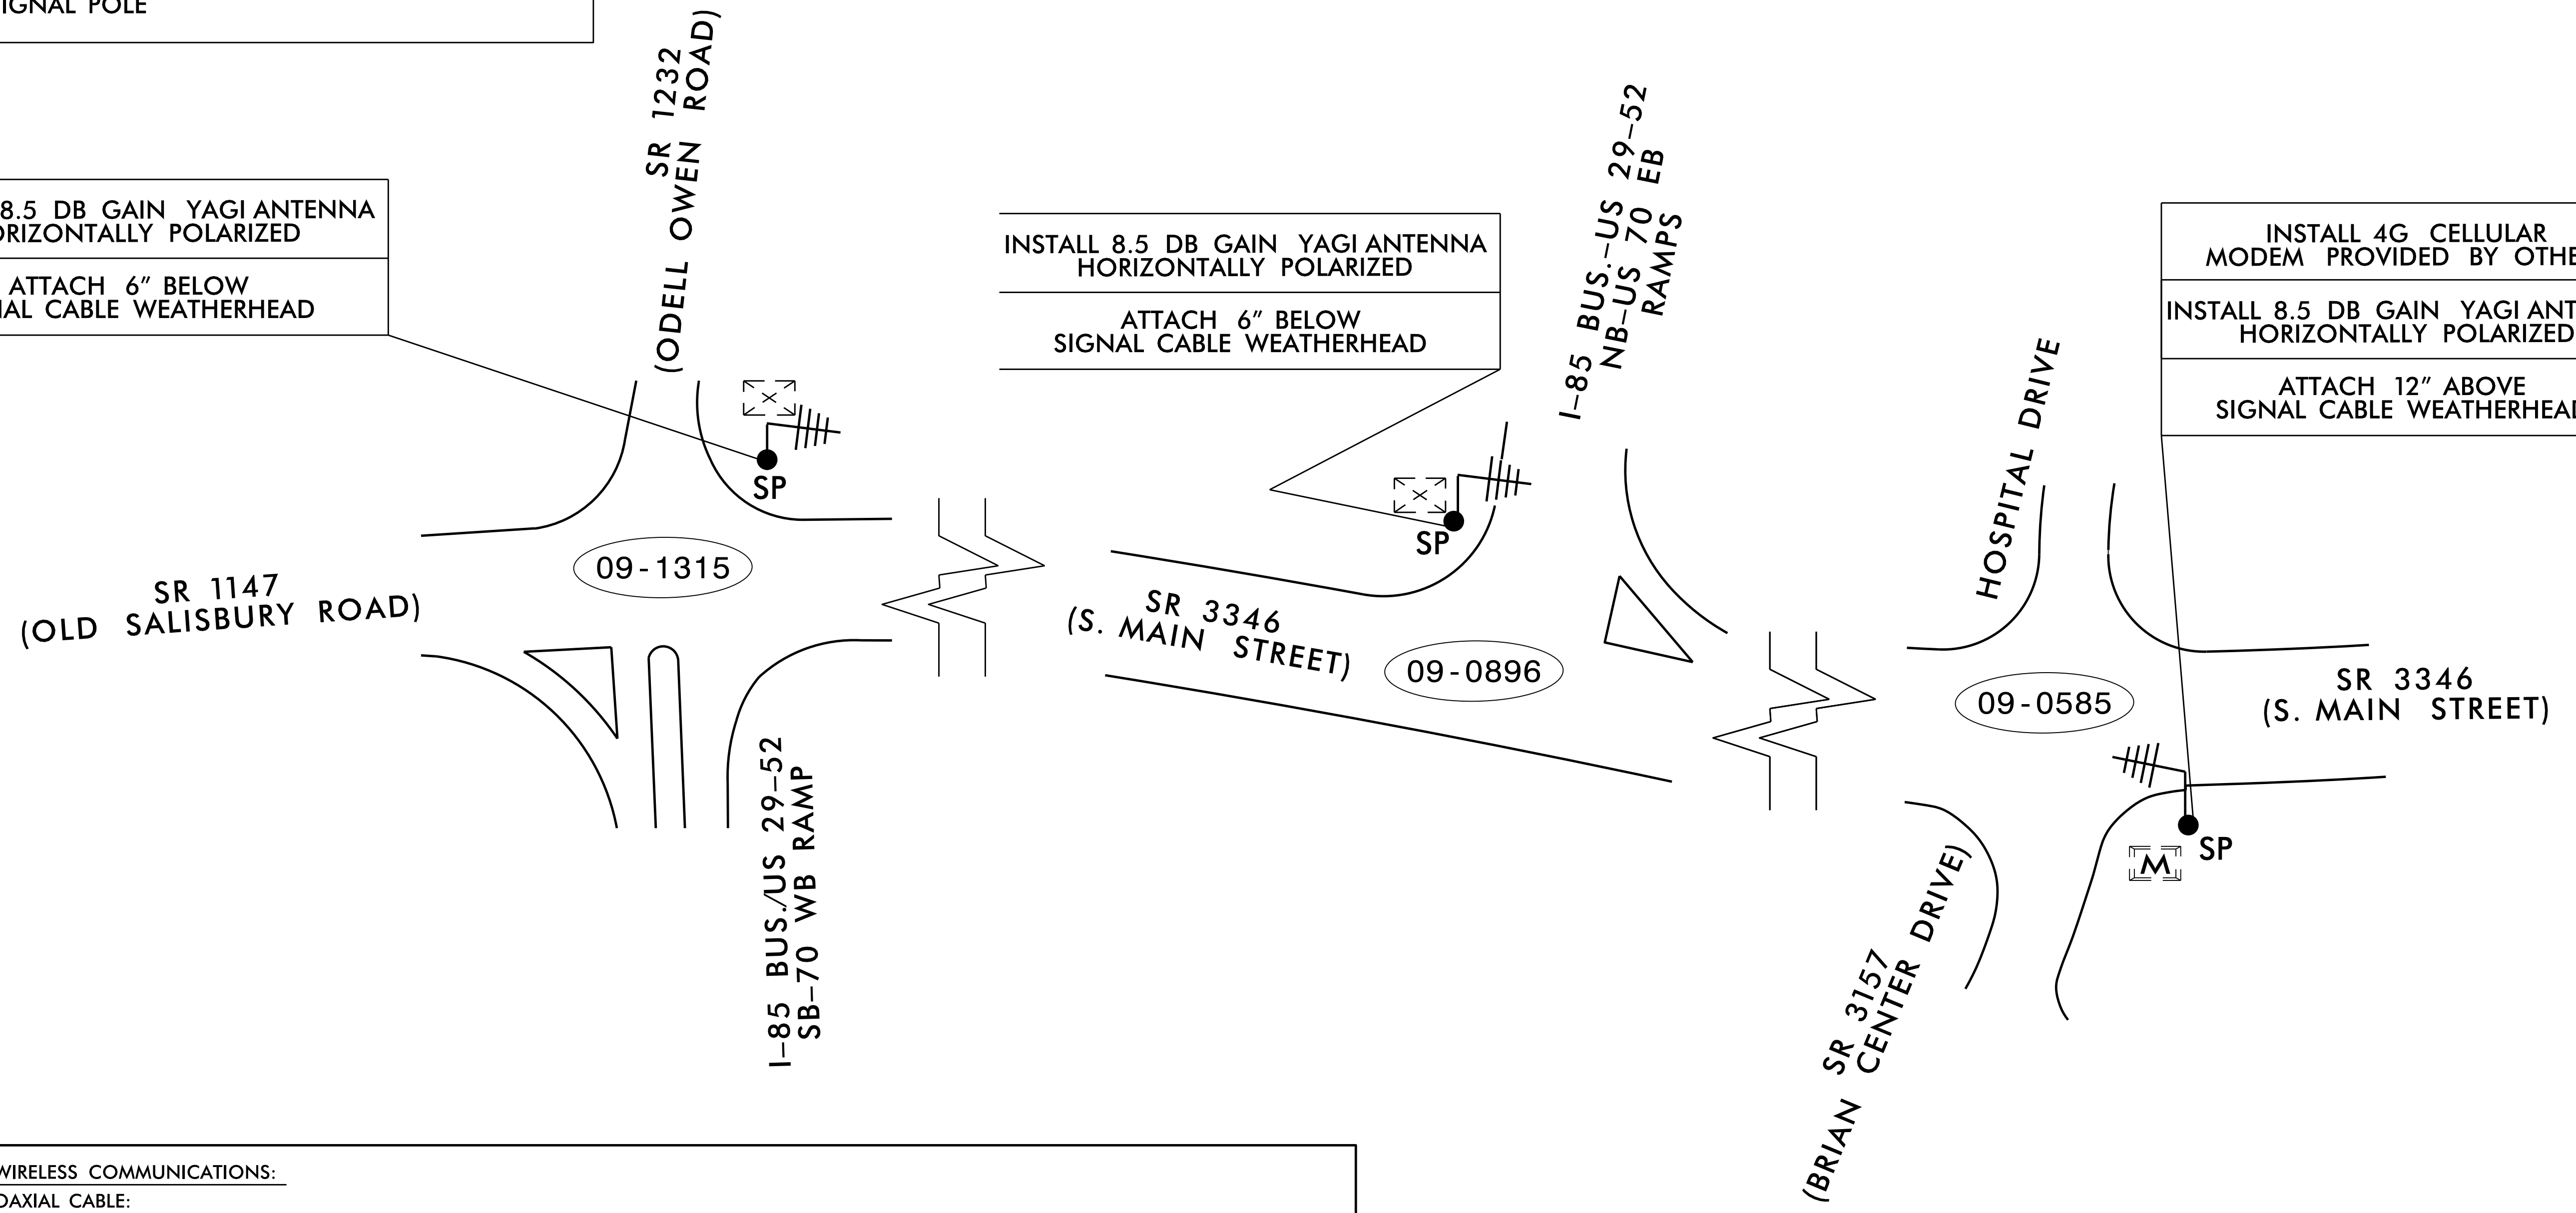 SIGNAL POLE
SR 1232
(ODELL OWEN ROAD)
8.5 DB GAIN YAGI ANTENNA
HORIZONTALLY POLARIZED
ATTACH 6" BELOW
SIGNAL CABLE WEATHERHEAD
SP
09-1315
SR 1147
(OLD SALISBURY ROAD)
I-85 BUS./US 29-52
SB-70 WB RAMP
INSTALL 8.5 DB GAIN YAGI ANTENNA
HORIZONTALLY POLARIZED
ATTACH 6" BELOW
SIGNAL CABLE WEATHERHEAD
I-85 BUS.-US 29-52
NB-US 70 EB
RAMPS
SP
SR 3346
(S. MAIN STREET)
09-0896
INSTALL 4G CELLULAR
MODEM PROVIDED BY OTHE
INSTALL 8.5 DB GAIN YAGI ANT
HORIZONTALLY POLARIZED
ATTACH 12" ABOVE
SIGNAL CABLE WEATHERHEAD
HOSPITAL DRIVE
09-0585
SR 3346
(S. MAIN STREET)
SP
M
SR 3157
(BRIAN CENTER DRIVE)
WIRELESS COMMUNICATIONS:
OAXIAL CABLE: